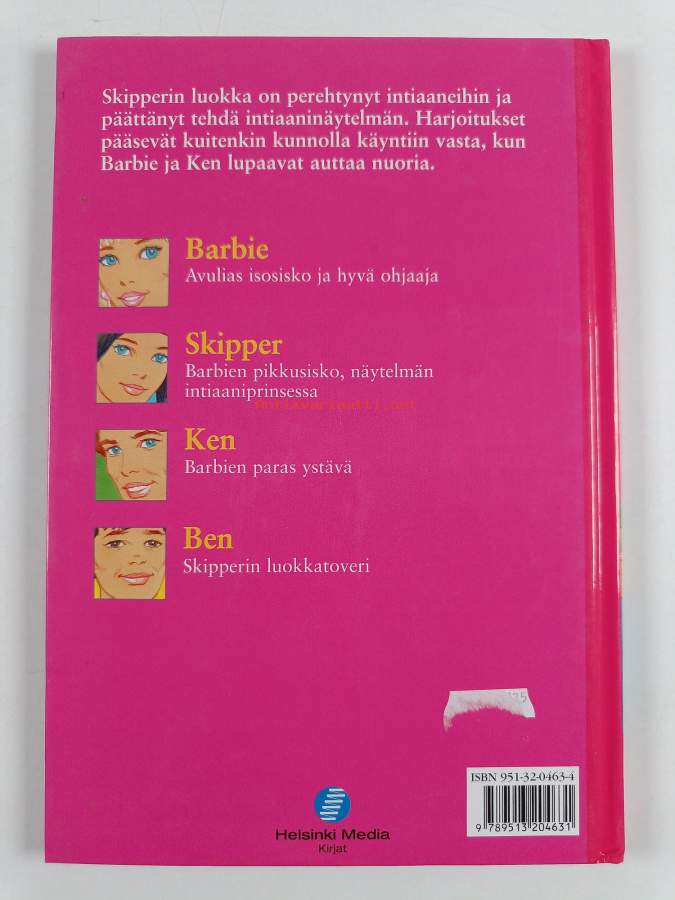 Skipperin luokka on perehtynyt intiaaneihin ja
päättänyt tehdä intiaaninäytelmän. Harjoitukset
pääsevät kuitenkin kunnolla käyntiin vasta, kun
Barbie ja Ken lupaavat auttaa nuoria.
Barbie
Avulias isosisko ja hyvä ohjaaja
Skipper
Barbien pikkusisko, näytelmän
intiaaniprinsessa
Ken
Barbien paras ystävä
Ben
Skipperin luokkatoveri
ISBN 951-32-0463-4
9 789513 204631
Helsinki Media
Kirjat